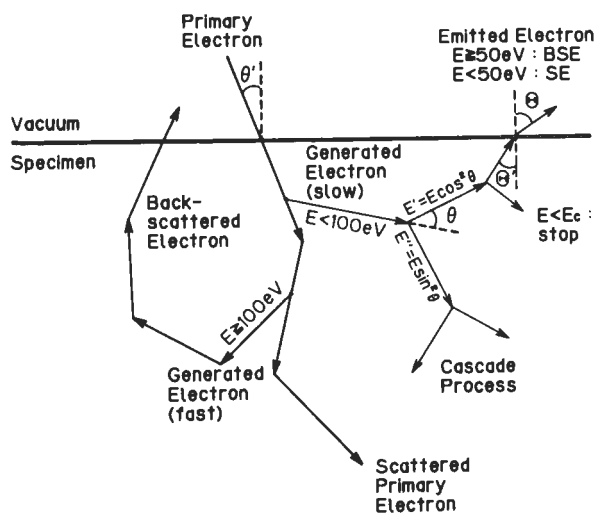 Primary
Electron
θ'
Emitted Electron
E≧50eV : BSE
E<50eV : SE
Θ
Vacuum
Specimen
Generated
Electron
(slow)
Θ'
E<100eV
E'=Ecos²θ
θ
E<Ec :
stop
E''=Esin²θ
Back-
scattered
Electron
E≧100eV
Generated
Electron
(fast)
Cascade
Process
Scattered
Primary
Electron